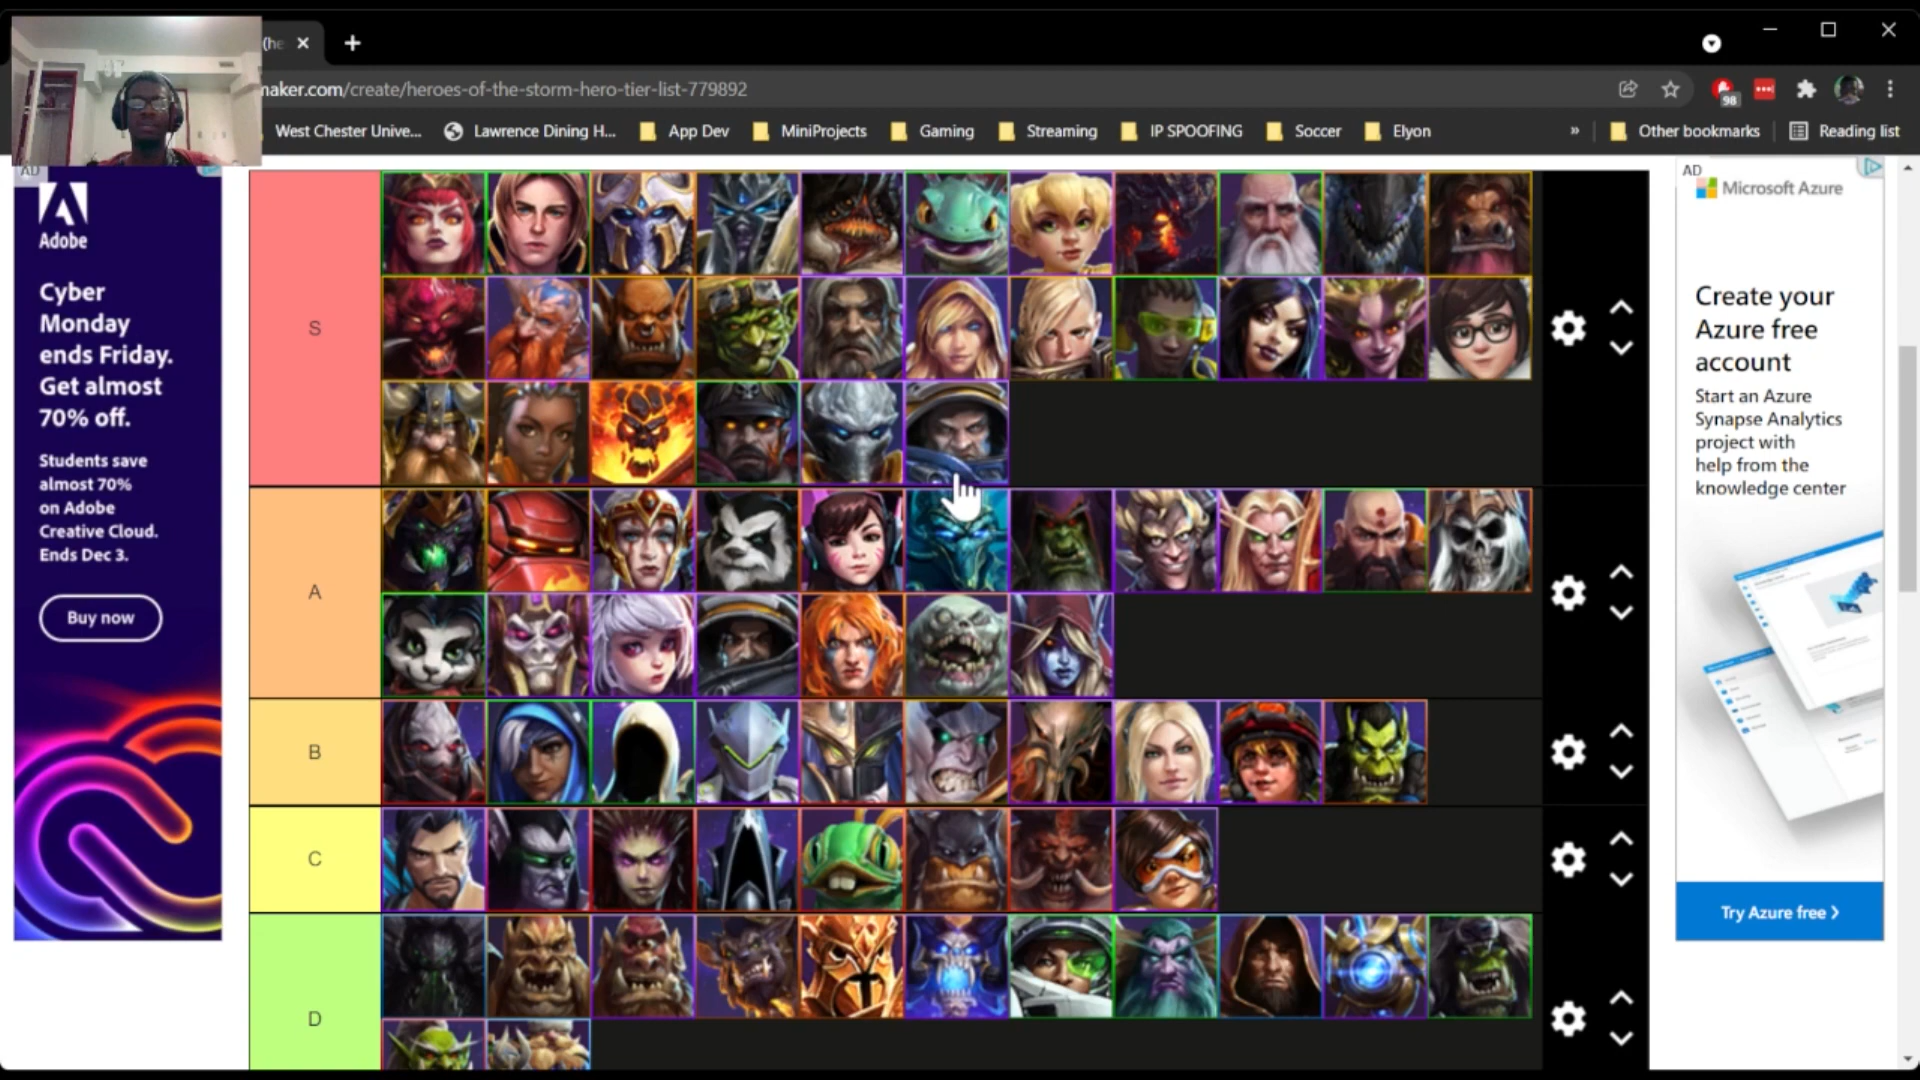 (he
naker.com/create/heroes-of-the-storm-hero-tier-list-779892
98
West Chester Unive...
Lawrence Dining H...
App Dev
MiniProjects
Gaming
Streaming
IP SPOOFING
Soccer
Elyon
»
Other bookmarks
Reading list
AD
Adobe
Cyber
Monday
ends Friday.
Get almost
70% off.
Students save
almost 70%
on Adobe
Creative Cloud.
Ends Dec 3.
Buy now
S
A
B
C
D
AD
Microsoft Azure
Create your
Azure free
account
Start an Azure
Synapse Analytics
project with
help from the
knowledge center
Try Azure free